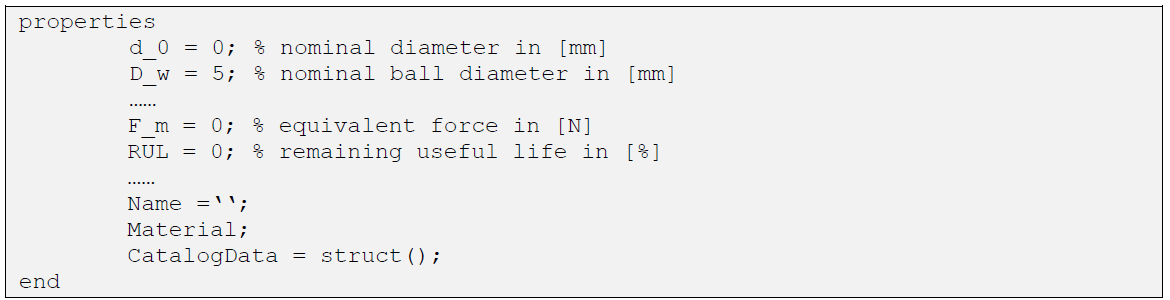 properties
d_0 = 0; % nominal diameter in [mm]
D_w = 5; % nominal ball diameter in [mm]
……
F_m = 0; % equivalent force in [N]
RUL = 0; % remaining useful life in [%]
……
Name =‘‘;
Material;
CatalogData = struct();
end